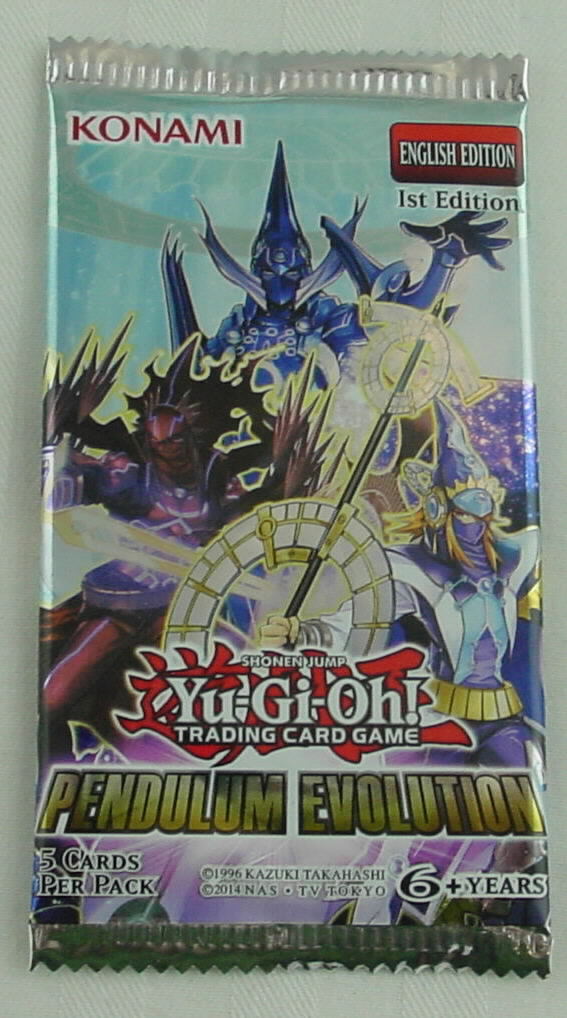 KONAMI
ENGLISH EDITION
1st Edition
SHONEN JUMP
Yu-Gi-Oh!
TRADING CARD GAME
PENDULUM EVOLUTION
5 CARDS
PER PACK
©1996 KAZUKI TAKAHASHI
©2014 NAS • TV TOKYO
6+ YEARS